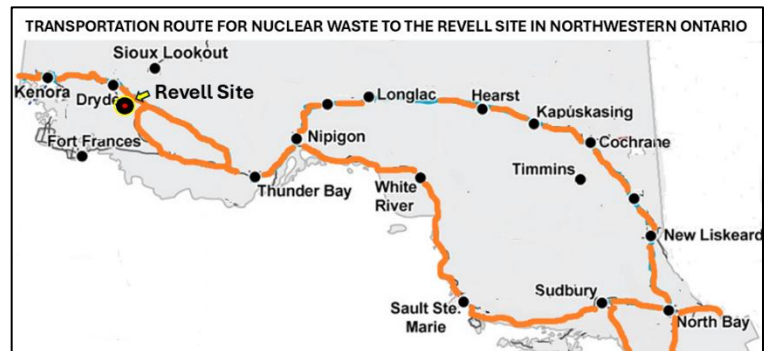 TRANSPORTATION ROUTE FOR NUCLEAR WASTE TO THE REVELL SITE IN NORTHWESTERN ONTARIO
Sioux Lookout
Kenora
Dryde
Revell Site
Longlac
Hearst
Kapuskasing
Fort Frances
Nipigon
Cochrane
Thunder Bay
White
River
Timmins
New Liskeard
Sault Ste.
Marie
Sudbury
North Bay